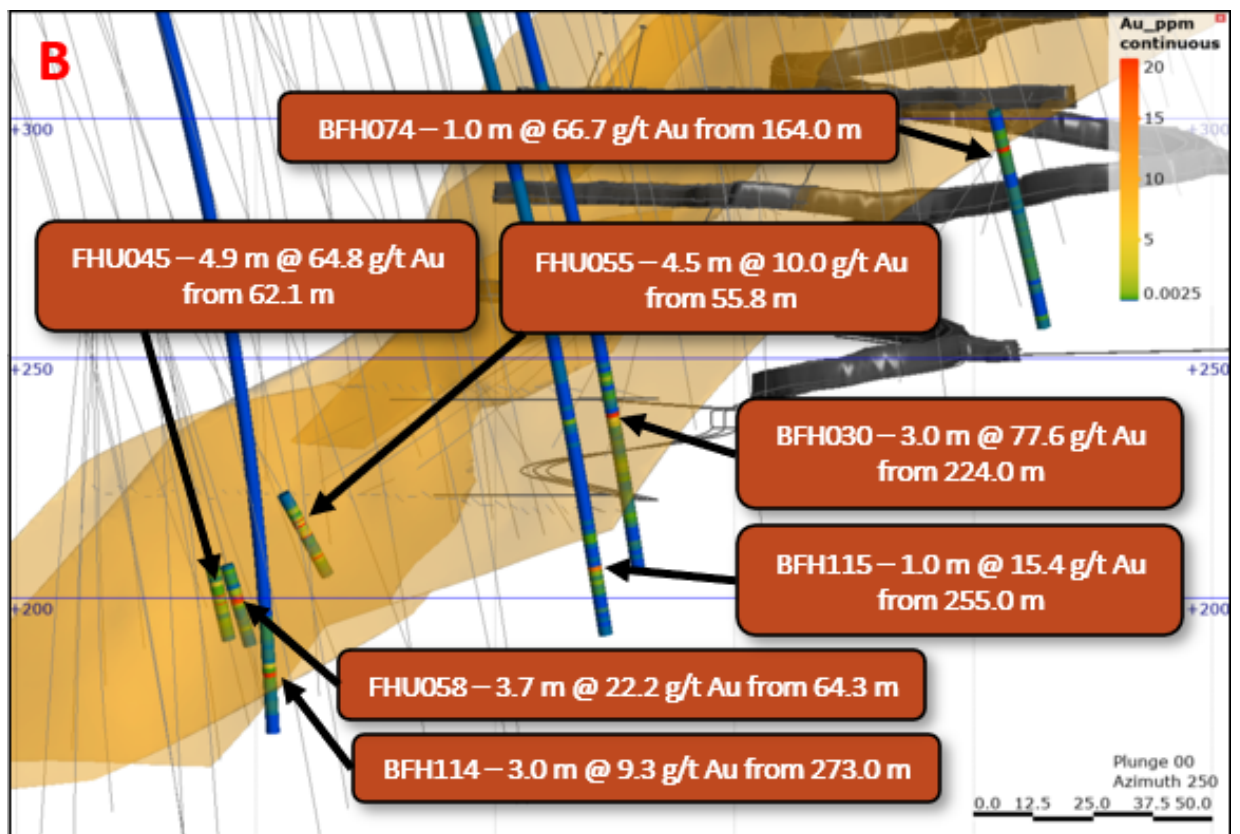 B
Au_ppm
continuous
20
15
10
5
0.0025
BFH074 – 1.0 m @ 66.7 g/t Au from 164.0 m
+300
+300
FHU045 – 4.9 m @ 64.8 g/t Au
from 62.1 m
FHU055 – 4.5 m @ 10.0 g/t Au
from 55.8 m
+250
+250
BFH030 – 3.0 m @ 77.6 g/t Au
from 224.0 m
BFH115 – 1.0 m @ 15.4 g/t Au
from 255.0 m
+200
+200
FHU058 – 3.7 m @ 22.2 g/t Au from 64.3 m
BFH114 – 3.0 m @ 9.3 g/t Au from 273.0 m
Plunge 00
Azimuth 250
0.0 12.5 25.0 37.5 50.0